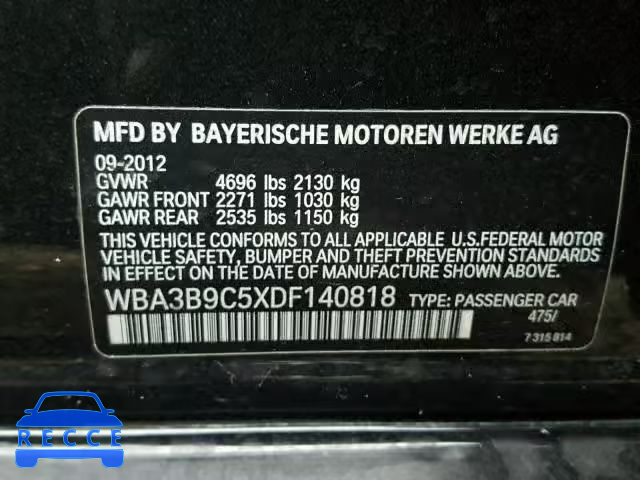 MFD BY BAYERISCHE MOTOREN WERKE AG
09-2012
GVWR 4696 lbs 2130 kg
GAWR FRONT 2271 lbs 1030 kg
GAWR REAR 2535 lbs 1150 kg
THIS VEHICLE CONFORMS TO ALL APPLICABLE U.S.FEDERAL MOTOR
VEHICLE SAFETY, BUMPER AND THEFT PREVENTION STANDARDS IN
EFFECT ON THE DATE OF MANUFACTURE SHOWN ABOVE.
WBA3B9C5XDF140818 TYPE: PASSENGER CAR
475/
7 315 814
RECCE